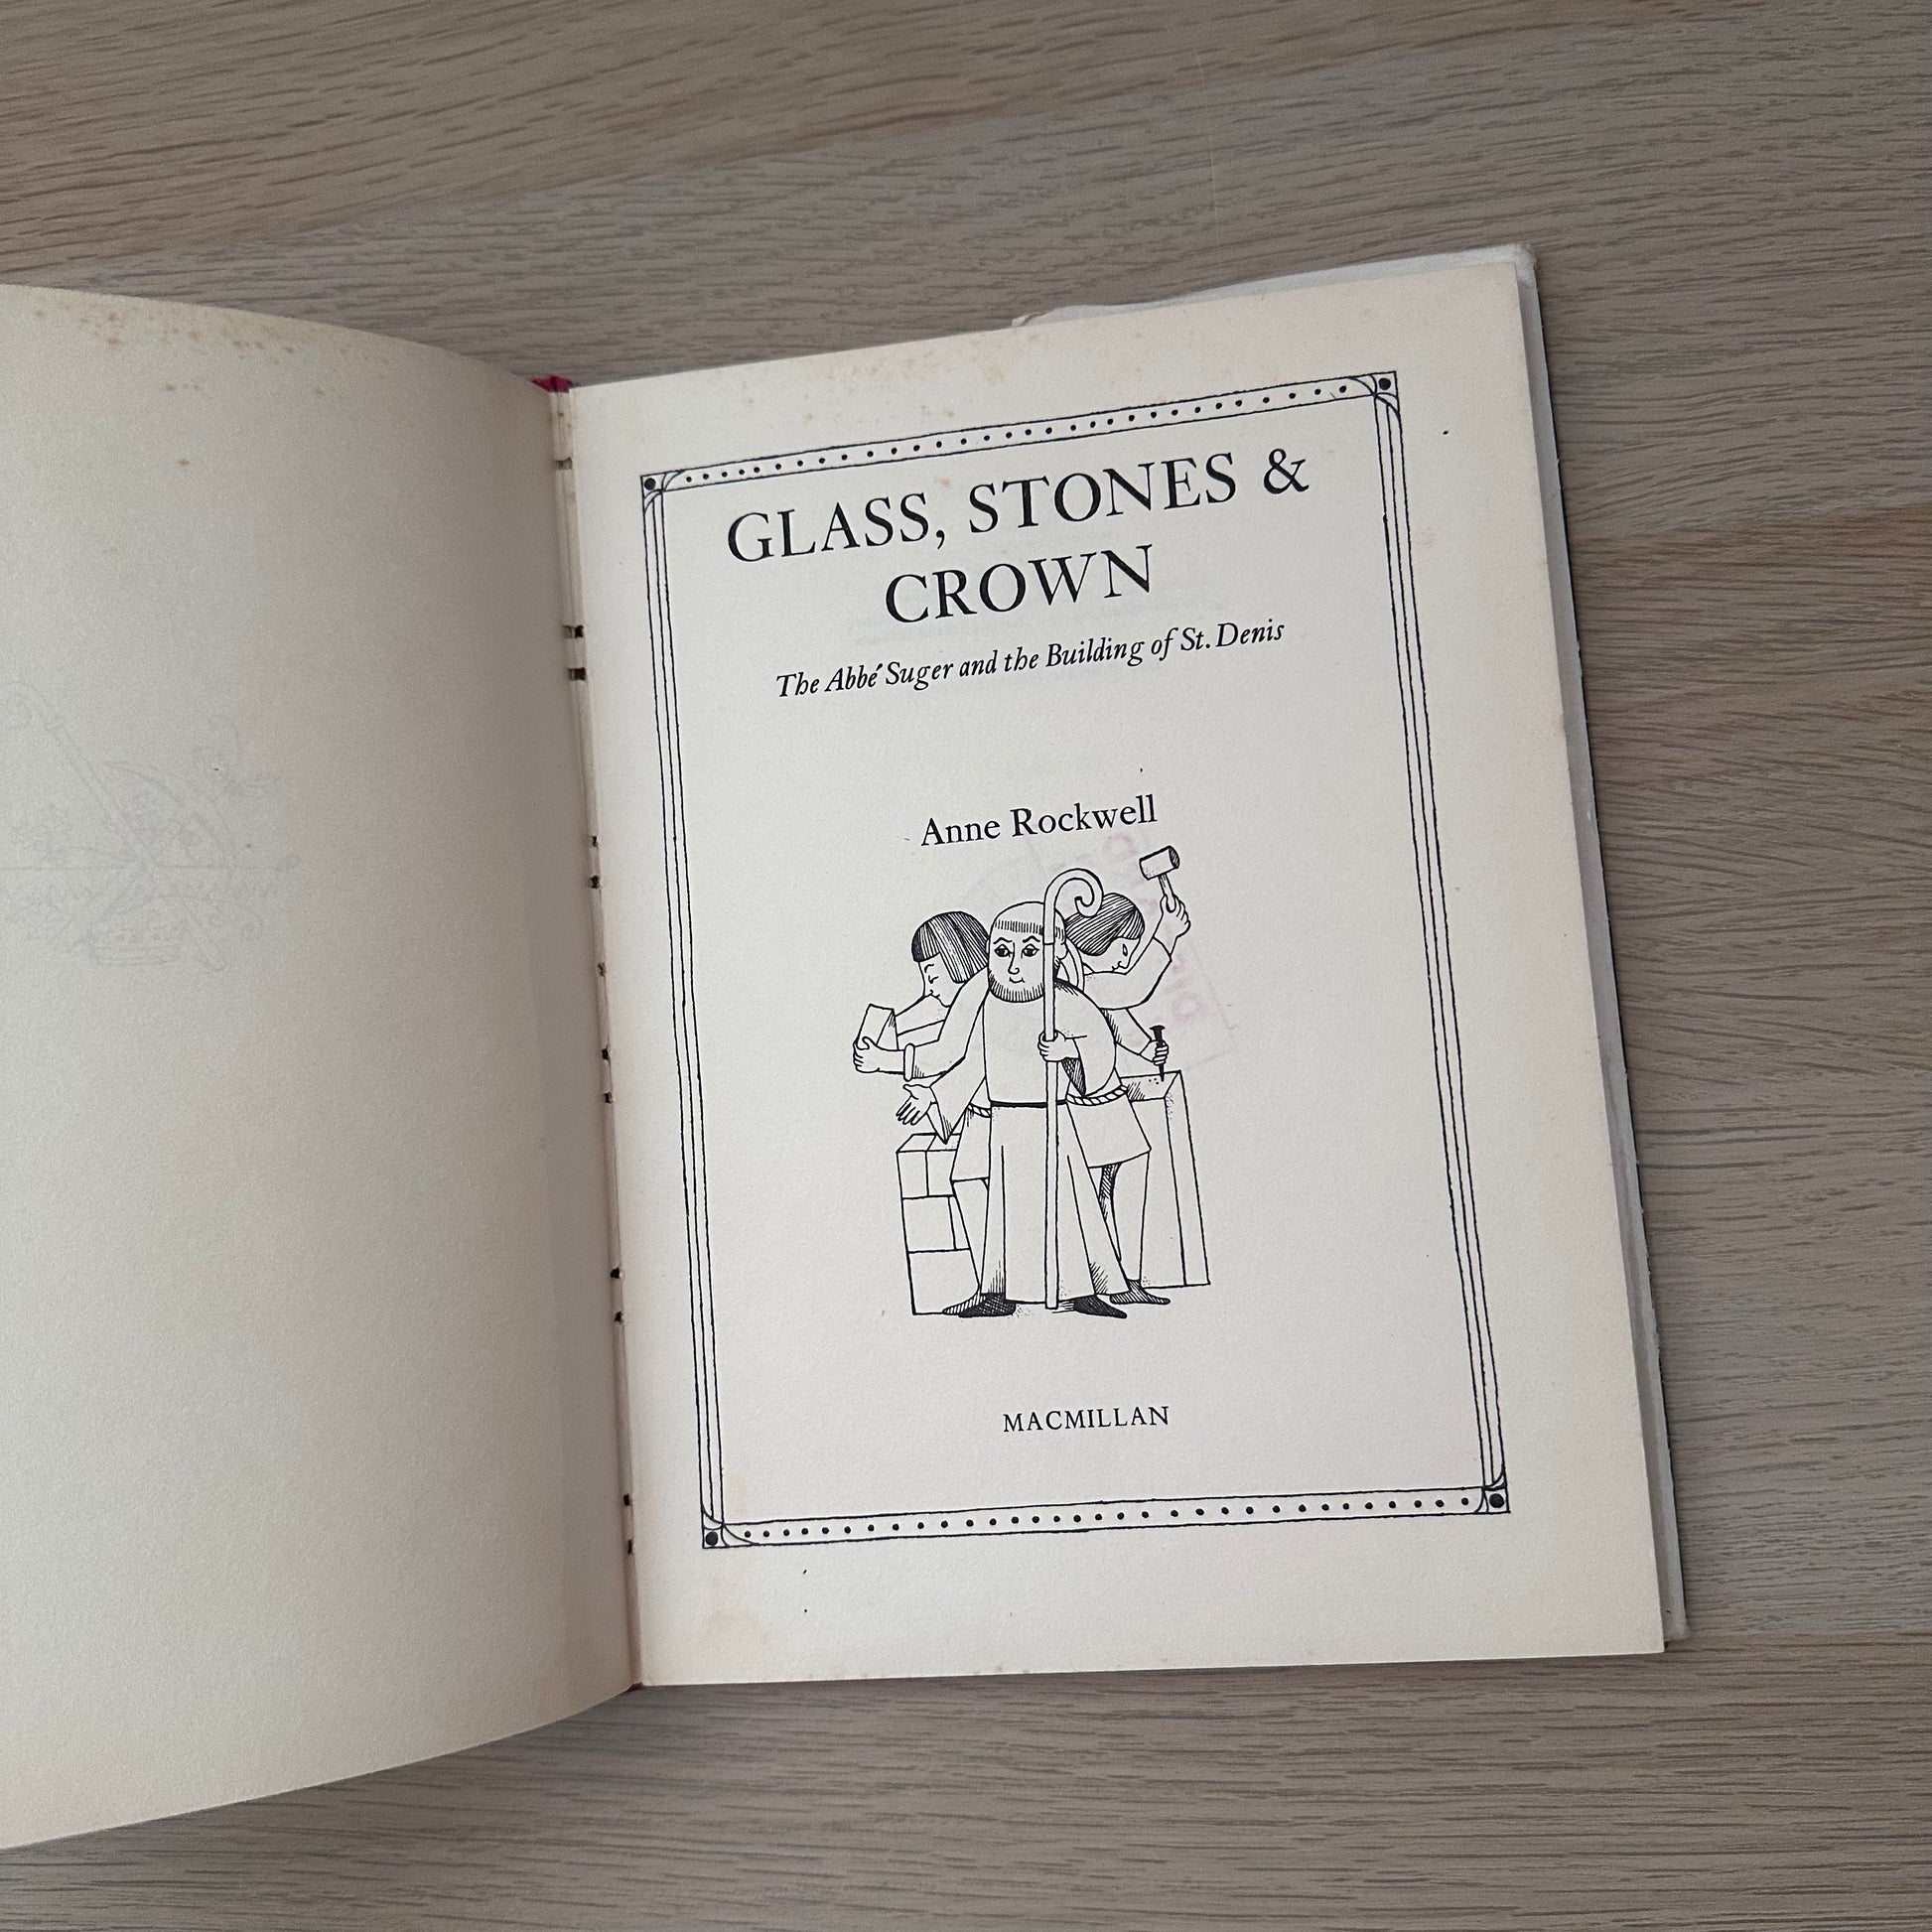 GLASS, STONES &
CROWN
The Abbé Suger and the Building of St. Denis
Anne Rockwell
MACMILLAN